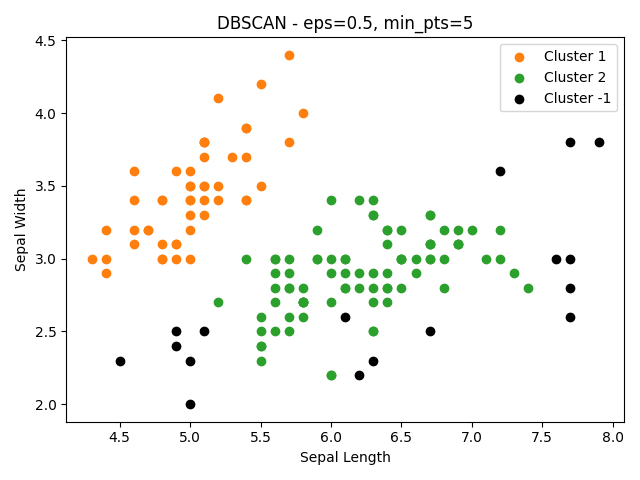 DBSCAN - eps=0.5, min_pts=5
Cluster 1
Cluster 2
Cluster -1
Sepal Width
4.5
4.0
3.5
3.0
2.5
2.0
4.5 5.0 5.5 6.0 6.5 7.0 7.5 8.0
Sepal Length